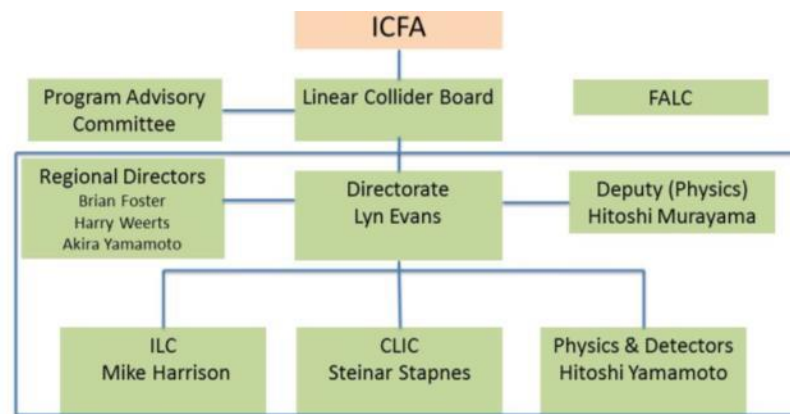 ICFA
Program Advisory
Committee
Linear Collider Board
FALC
Regional Directors
Brian Foster
Harry Weerts
Akira Yamamoto
Directorate
Lyn Evans
Deputy (Physics)
Hitoshi Murayama
ILC
Mike Harrison
CLIC
Steinar Stapnes
Physics & Detectors
Hitoshi Yamamoto